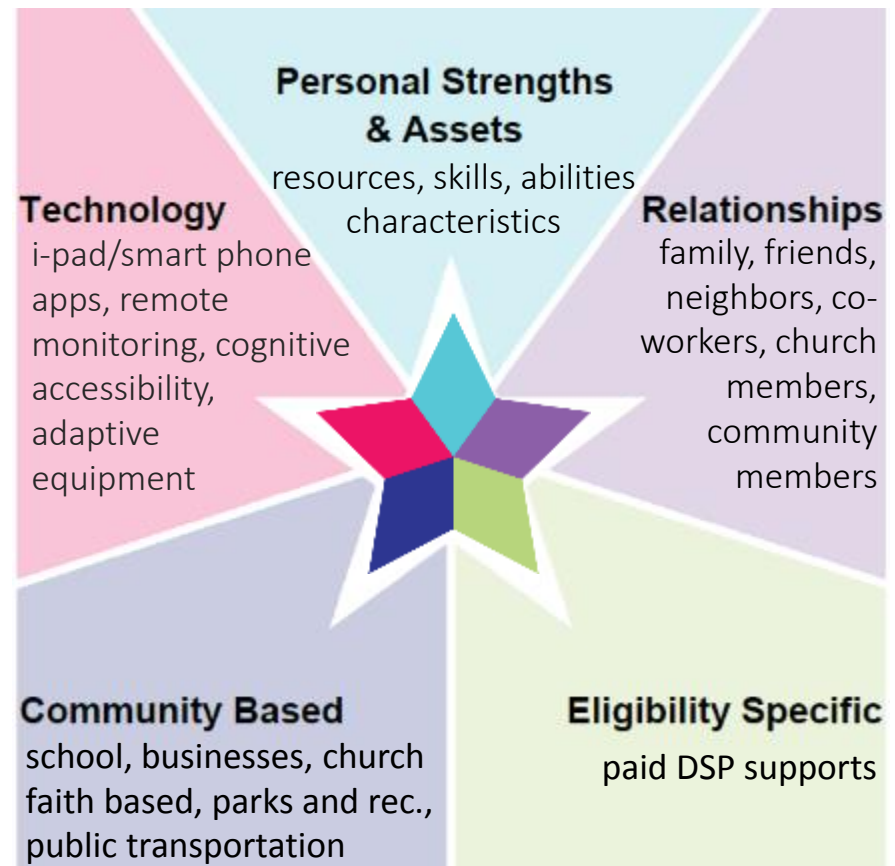 Personal Strengths
& Assets
resources, skills, abilities
characteristics
Technology
i-pad/smart phone
apps, remote
monitoring, cognitive
accessibility,
adaptive
equipment
Relationships
family, friends,
neighbors, co-
workers, church
members,
community
members
Community Based
school, businesses, church
faith based, parks and rec.,
public transportation
Eligibility Specific
paid DSP supports